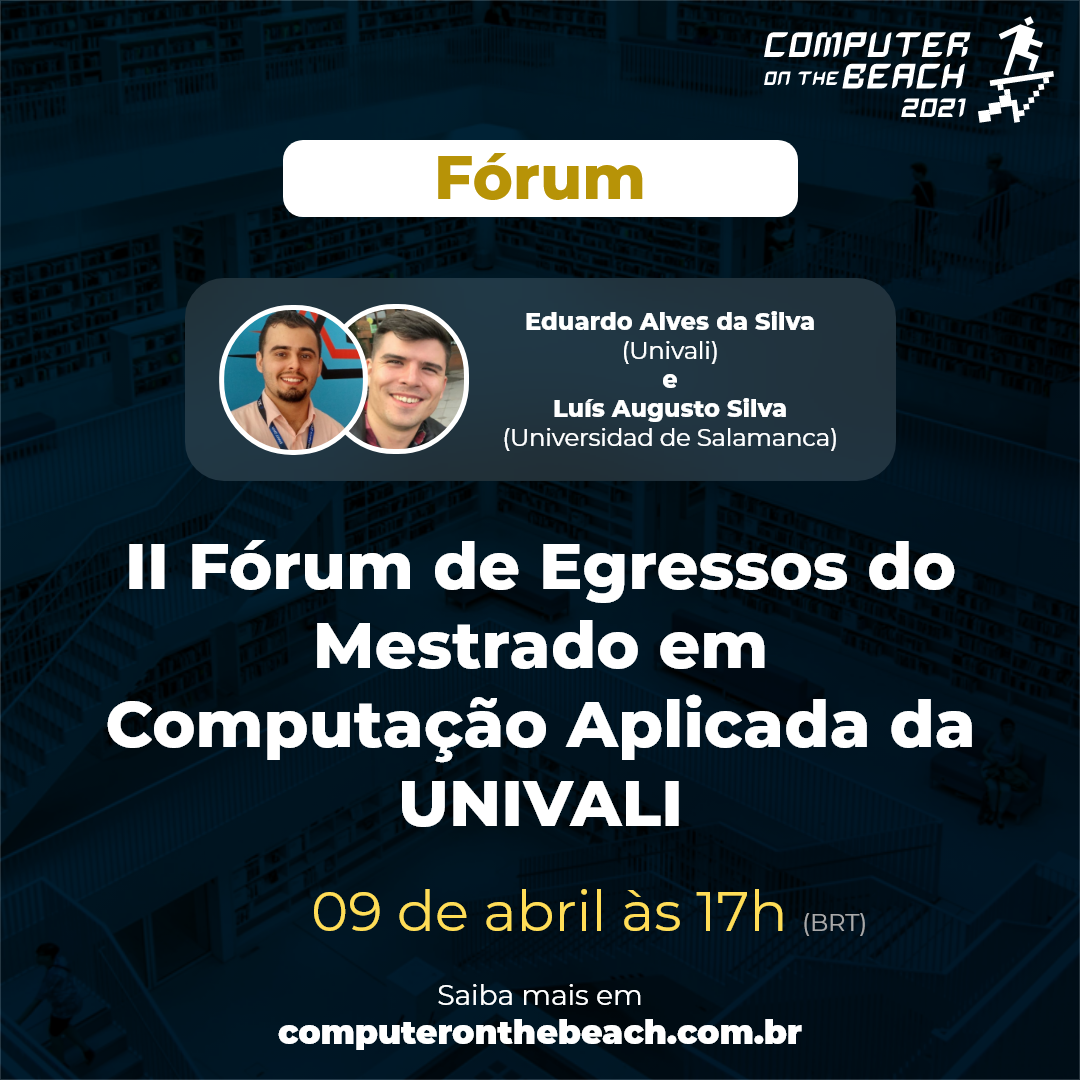 COMPUTER
ON THE BEACH
2021
Fórum
Eduardo Alves da Silva
(Univali)
e
Luís Augusto Silva
(Universidad de Salamanca)
II Fórum de Egressos do
Mestrado em
Computação Aplicada da
UNIVALI
09 de abril às 17h (BRT)
Saiba mais em
computeronthebeach.com.br